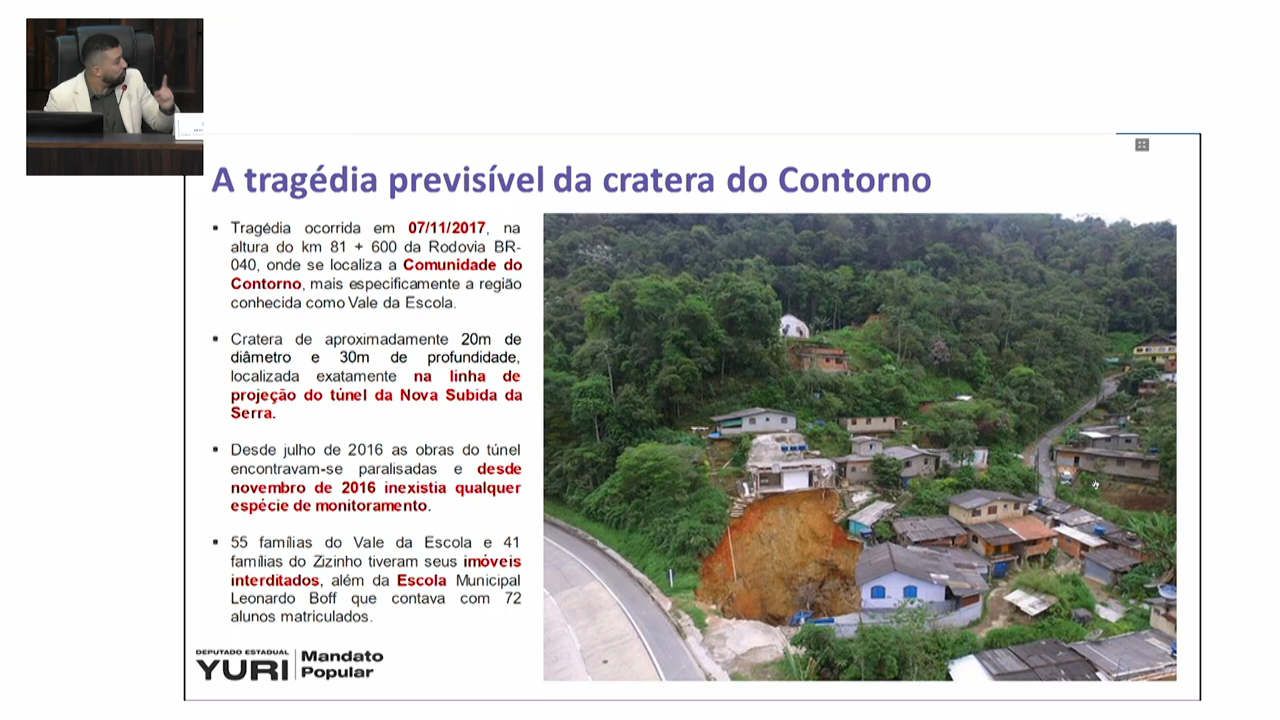 A tragédia previsível da cratera do Contorno
▪ Tragédia ocorrida em 07/11/2017, na
altura do km 81 + 600 da Rodovia BR-
040, onde se localiza a Comunidade do
Contorno, mais especificamente a região
conhecida como Vale da Escola.
▪ Cratera de aproximadamente 20m de
diâmetro e 30m de profundidade,
localizada exatamente na linha de
projeção do túnel da Nova Subida da
Serra.
▪ Desde julho de 2016 as obras do túnel
encontravam-se paralisadas e desde
novembro de 2016 inexistia qualquer
espécie de monitoramento.
▪ 55 famílias do Vale da Escola e 41
famílias do Zizinho tiveram seus imóveis
interditados, além da Escola Municipal
Leonardo Boff que contava com 72
alunos matriculados.
DEPUTADO ESTADUAL
YURI
Mandato
Popular